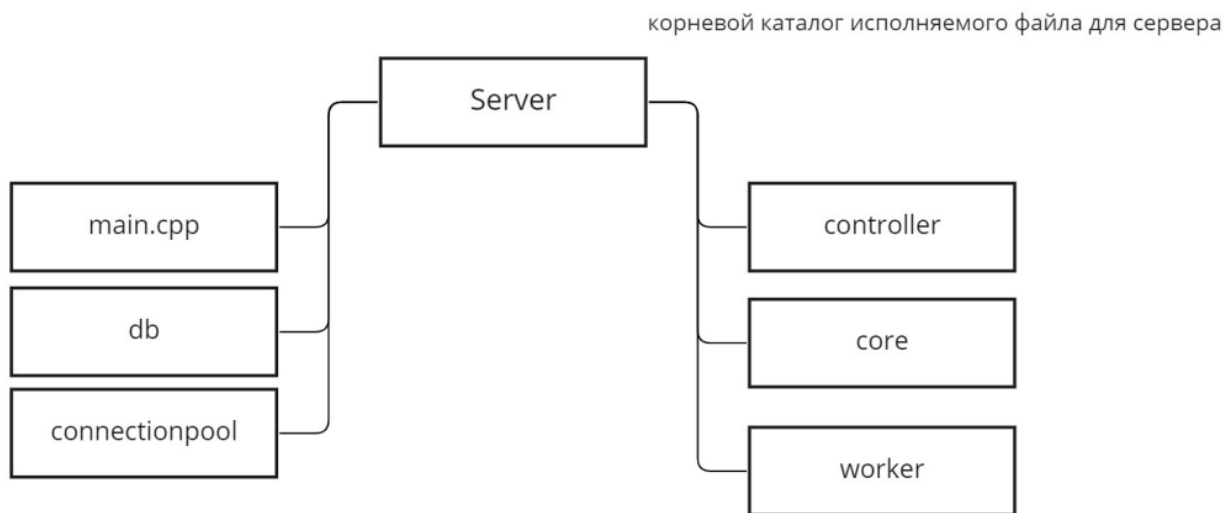 корневой каталог исполняемого файла для сервера
Server
main.cpp
db
connectionpool
controller
core
worker